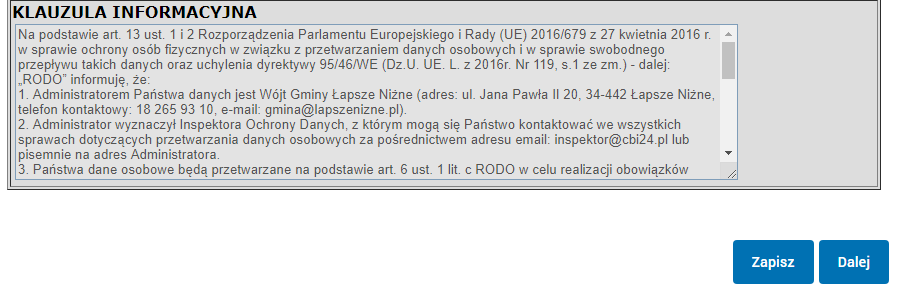 KLAUZULA INFORMACYJNA
Na podstawie art. 13 ust. 1 i 2 Rozporządzenia Parlamentu Europejskiego i Rady (UE) 2016/679 z 27 kwietnia 2016 r.
w sprawie ochrony osób fizycznych w związku z przetwarzaniem danych osobowych i w sprawie swobodnego
przepływu takich danych oraz uchylenia dyrektywy 95/46/WE (Dz.U. UE. L. z 2016r. Nr 119, s.1 ze zm.) - dalej:
„RODO” informuję, że:
1. Administratorem Państwa danych jest Wójt Gminy Łapsze Niżne (adres: ul. Jana Pawła II 20, 34-442 Łapsze Niżne,
telefon kontaktowy: 18 265 93 10, e-mail: gmina@lapszenizne.pl).
2. Administrator wyznaczył Inspektora Ochrony Danych, z którym mogą się Państwo kontaktować we wszystkich
sprawach dotyczących przetwarzania danych osobowych za pośrednictwem adresu email: inspektor@cbi24.pl lub
pisemnie na adres Administratora.
3. Państwa dane osobowe będą przetwarzane na podstawie art. 6 ust. 1 lit. c RODO w celu realizacji obowiązków
Zapisz
Dalej